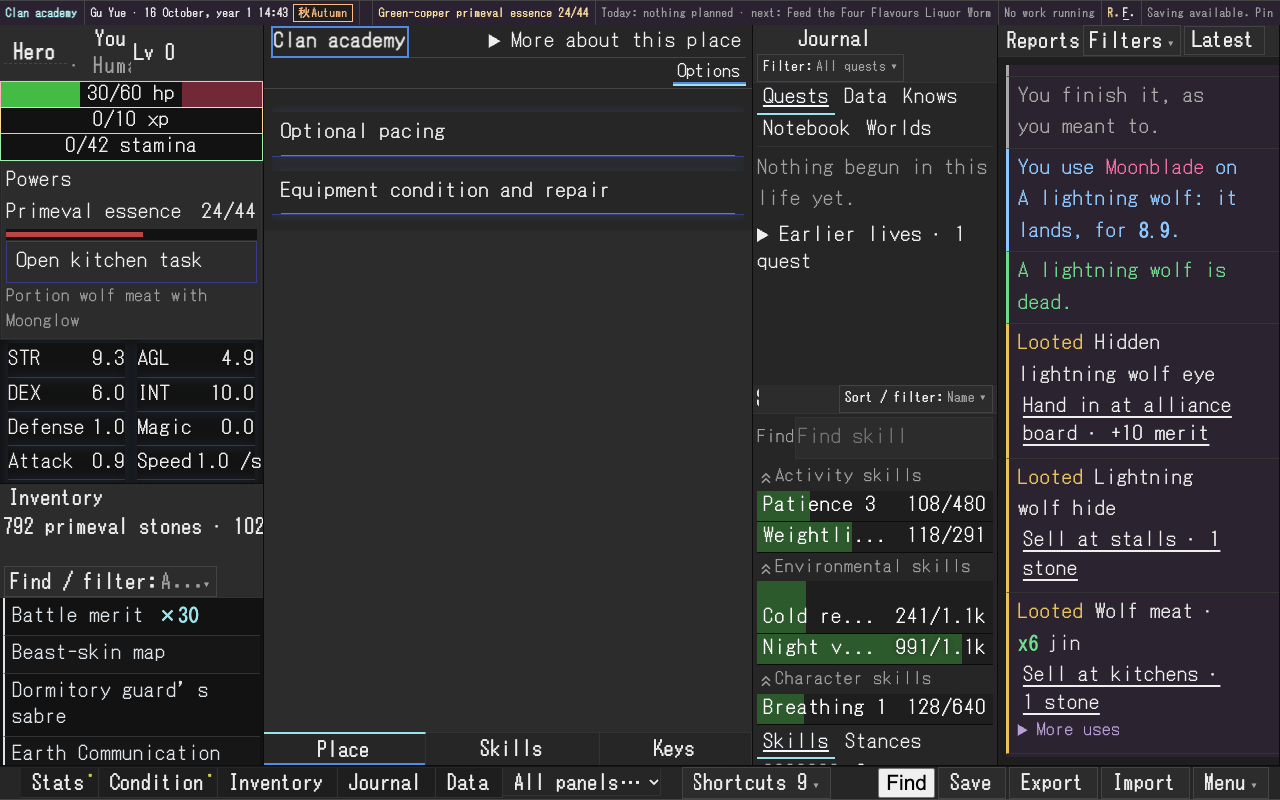 Clan academy Gu Yue · 16 October, year 1 14:43 秋Autumn Green-copper primeval essence 24/44 Today: nothing planned · next: Feed the Four Flavours Liquor Worm No work running R.F. Saving available. Pin
Hero
You
Lv 0
30/60 hp
0/10 xp
0/42 stamina
Powers
Primeval essence 24/44
Open kitchen task
Portion wolf meat with
Moonglow
STR 9.3 AGL 4.9
DEX 6.0 INT 10.0
Defense 1.0 Magic 0.0
Attack 0.9 Speed 1.0 /s
Inventory
792 primeval stones · 102
Find / filter: A...▾
Battle merit ×30
Beast-skin map
Dormitory guard's
sabre
Earth Communication
Clan academy ▶ More about this place
Options
Optional pacing
Equipment condition and repair
Place Skills Keys
Journal
Filter: All quests ▾
Quests Data Knows
Notebook Worlds
Nothing begun in this
life yet.
▶ Earlier lives · 1
quest
Sort / filter: Name ▾
Find Find skill
Activity skills
Patience 3 108/480
Weightli... 118/291
Environmental skills
Cold re... 241/1.1k
Night v... 991/1.1k
Character skills
Breathing 1 128/640
Skills Stances
Reports Filters ▾ Latest
You finish it, as
you meant to.
You use Moonblade on
A lightning wolf: it
lands, for 8.9.
A lightning wolf is
dead.
Looted Hidden
lightning wolf eye
Hand in at alliance
board · +10 merit
Looted Lightning
wolf hide
Sell at stalls · 1
stone
Looted Wolf meat ·
x6 jin
Sell at kitchens ·
1 stone
▶ More uses
Stats Condition Inventory Journal Data All panels… Shortcuts 9 ▾ Find Save Export Import Menu ▾